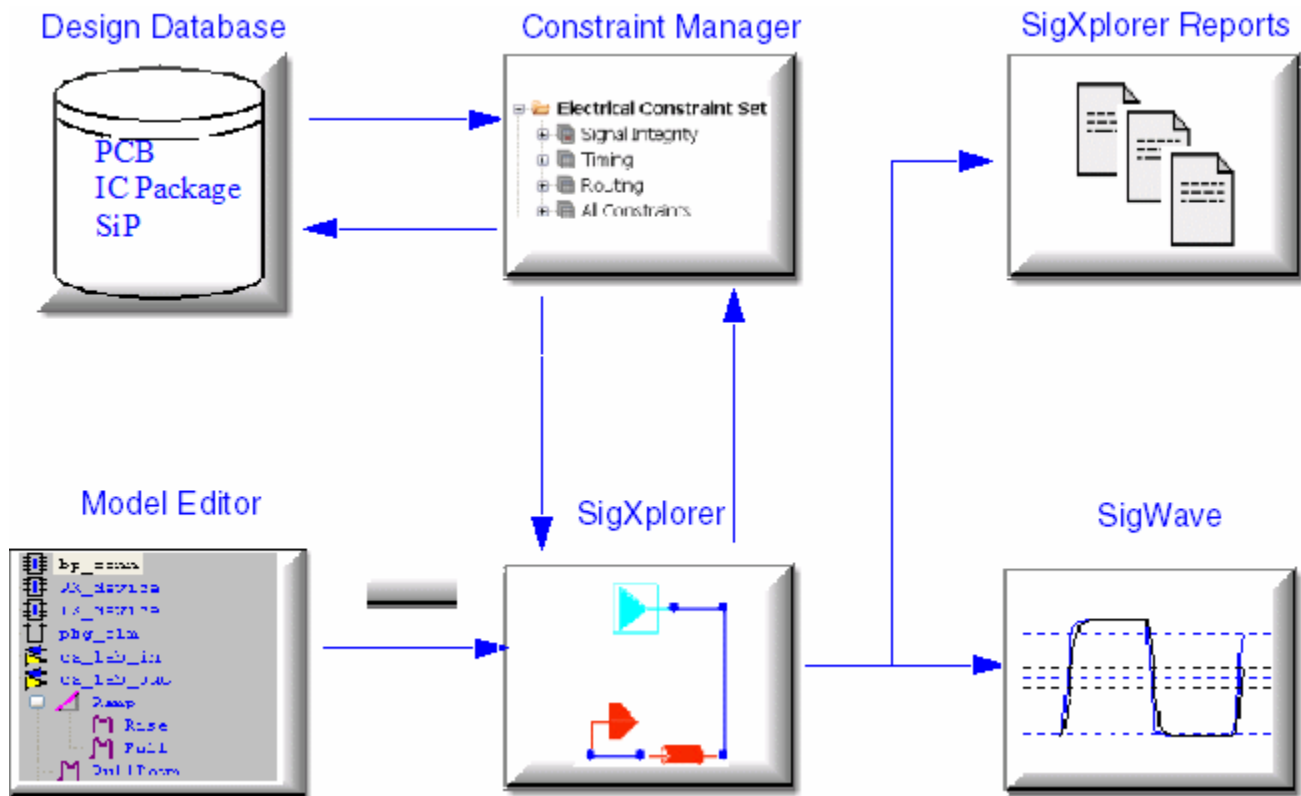 Design Database
Constraint Manager
SigXplorer Reports
PCB
IC Package
SiP
Electrical Constraint Set
Signal Integrity
Timing
Routing
All Constraints
Model Editor
SigXplorer
SigWave
bp_conn
Ramp
Rise